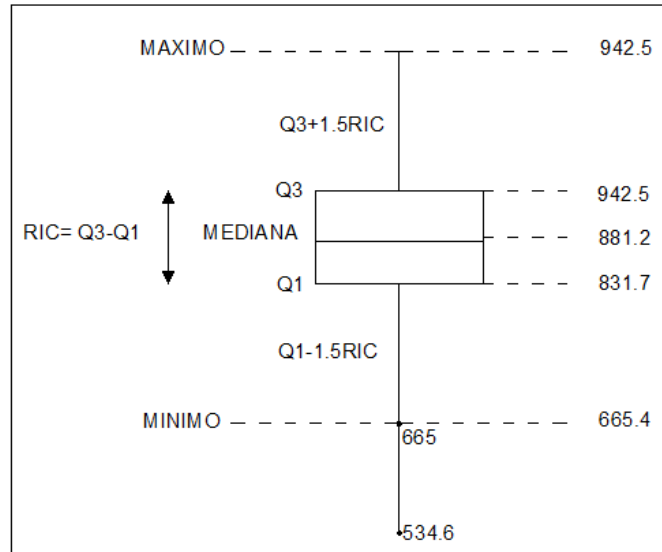 MAXIMO
942.5
Q3+1.5RIC
Q3
942.5
RIC= Q3-Q1
MEDIANA
881.2
Q1
831.7
Q1-1.5RIC
MINIMO
665.4
665
534.6